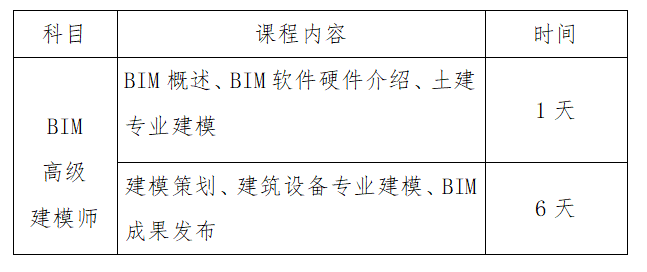 科目 课程内容 时间
BIM
高级
建模师
BIM 概述、BIM 软件硬件介绍、土建
专业建模
1 天
建模策划、建筑设备专业建模、BIM
成果发布
6 天